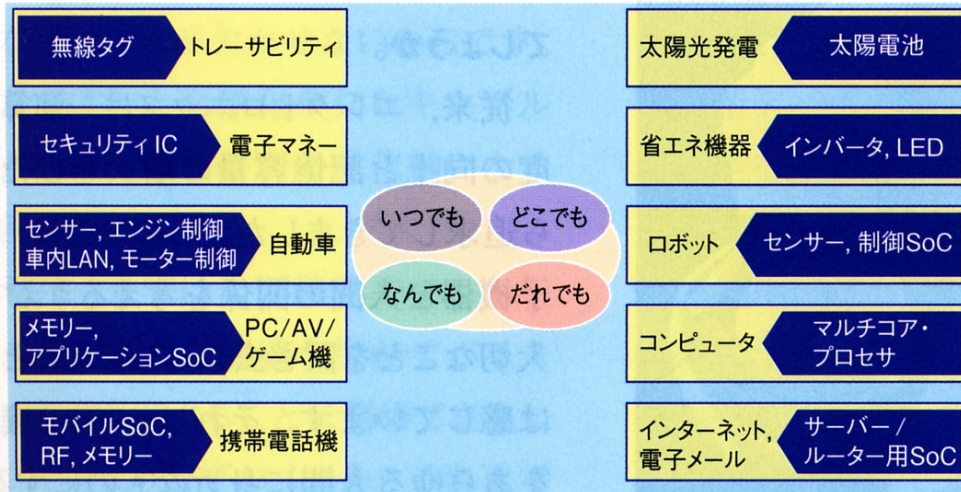 無線タグ
トレーサビリティ
セキュリティIC
電子マネー
センサー, エンジン制御
車内LAN, モーター制御
自動車
メモリー,
アプリケーションSoC
PC/AV/
ゲーム機
モバイルSoC,
RF, メモリー
携帯電話機
いつでも
どこでも
なんでも
だれでも
太陽光発電
太陽電池
省エネ機器
インバータ, LED
ロボット
センサー, 制御SoC
コンピュータ
マルチコア・
プロセサ
インターネット,
電子メール
サーバー/
ルーター用SoC